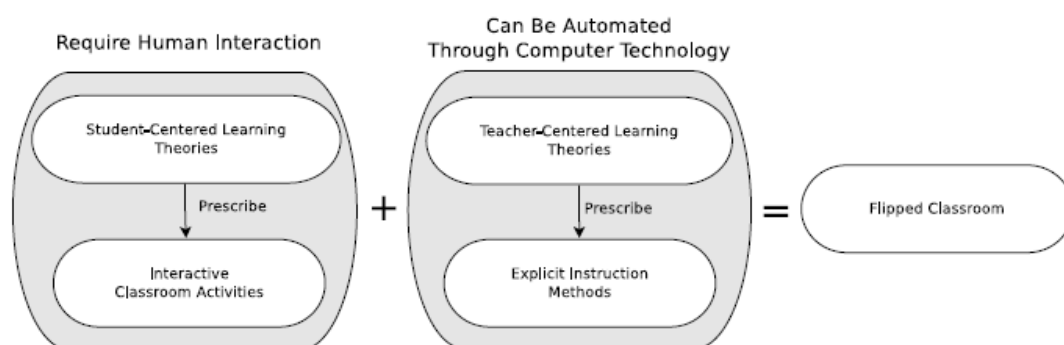 Require Human Interaction
Can Be Automated
Through Computer Technology
Student-Centered Learning
Theories
Prescribe
Interactive
Classroom Activities
+
Teacher-Centered Learning
Theories
Prescribe
Explicit Instruction
Methods
=
Flipped Classroom